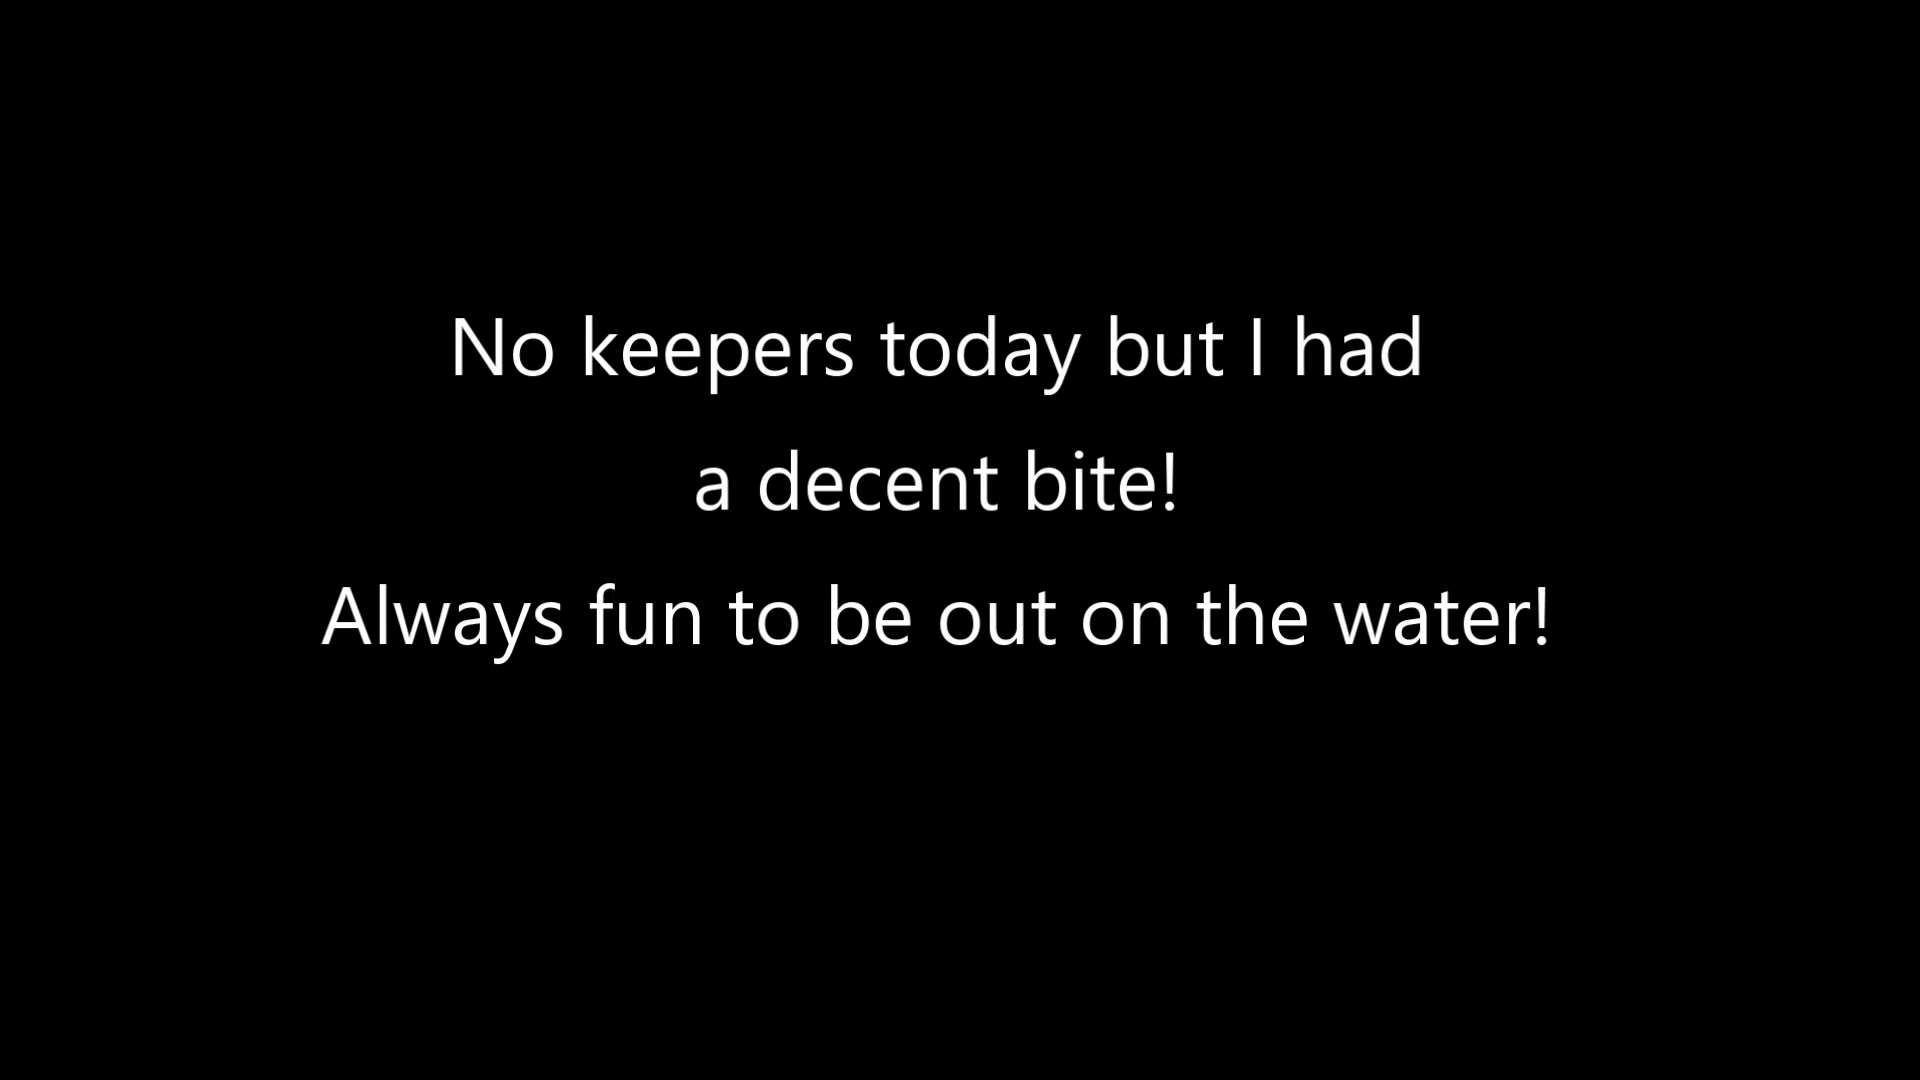 No keepers today but I had
a decent bite!
Always fun to be out on the water!